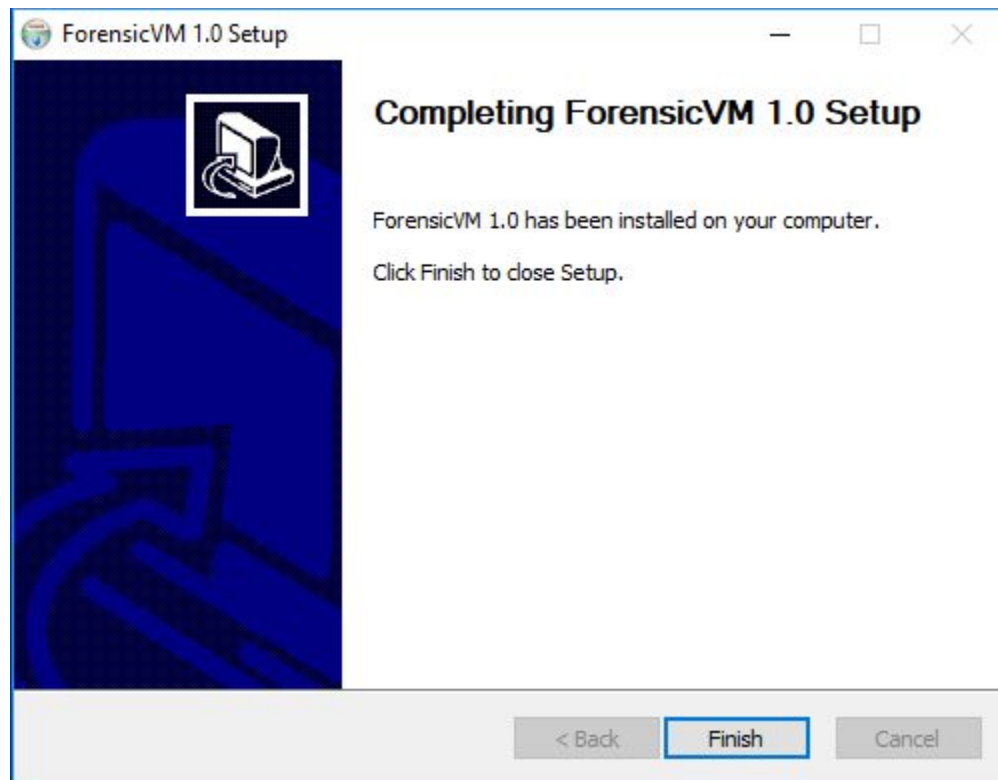 ForensicVM 1.0 Setup
Completing ForensicVM 1.0 Setup
ForensicVM 1.0 has been installed on your computer.
Click Finish to close Setup.
< Back Finish Cancel